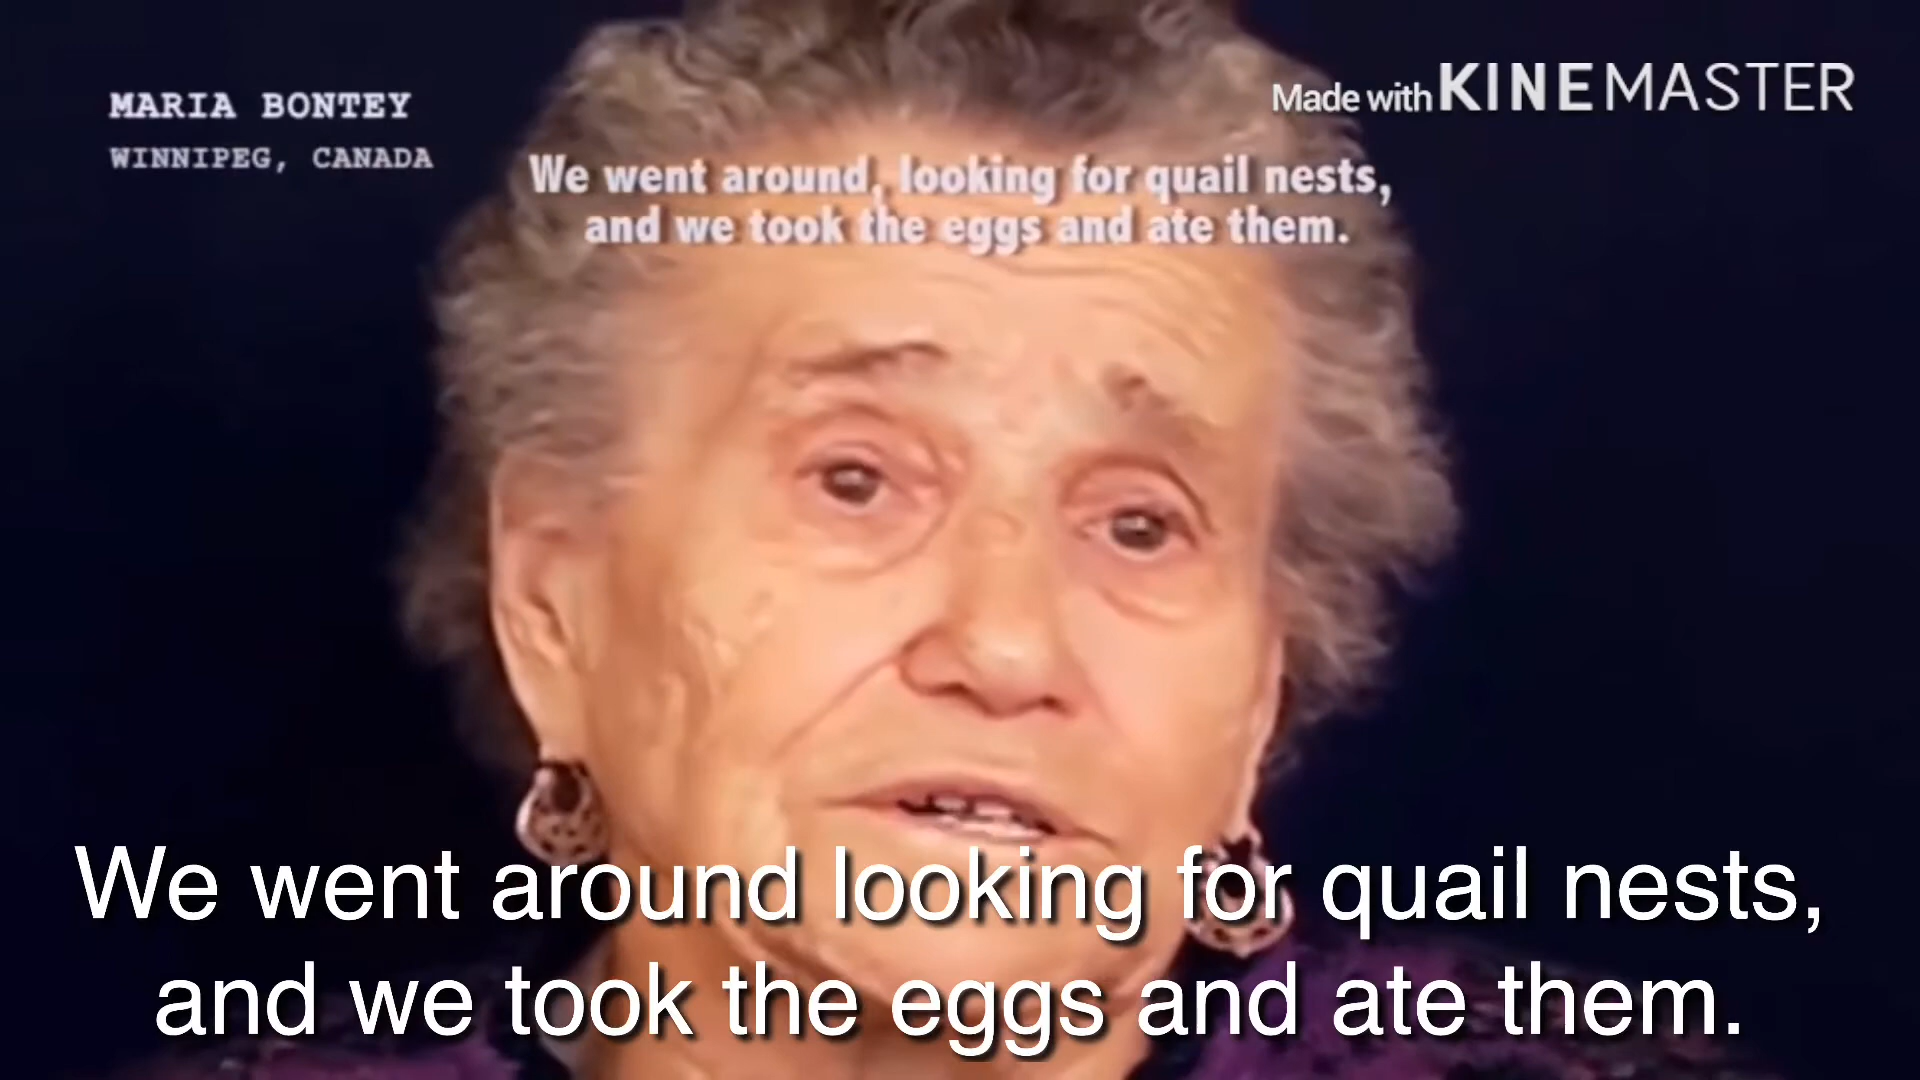 MARIA BONTEY
WINNIPEG, CANADA
Made with KINEMASTER
We went around, looking for quail nests,
and we took the eggs and ate them.
We went around looking for quail nests,
and we took the eggs and ate them.